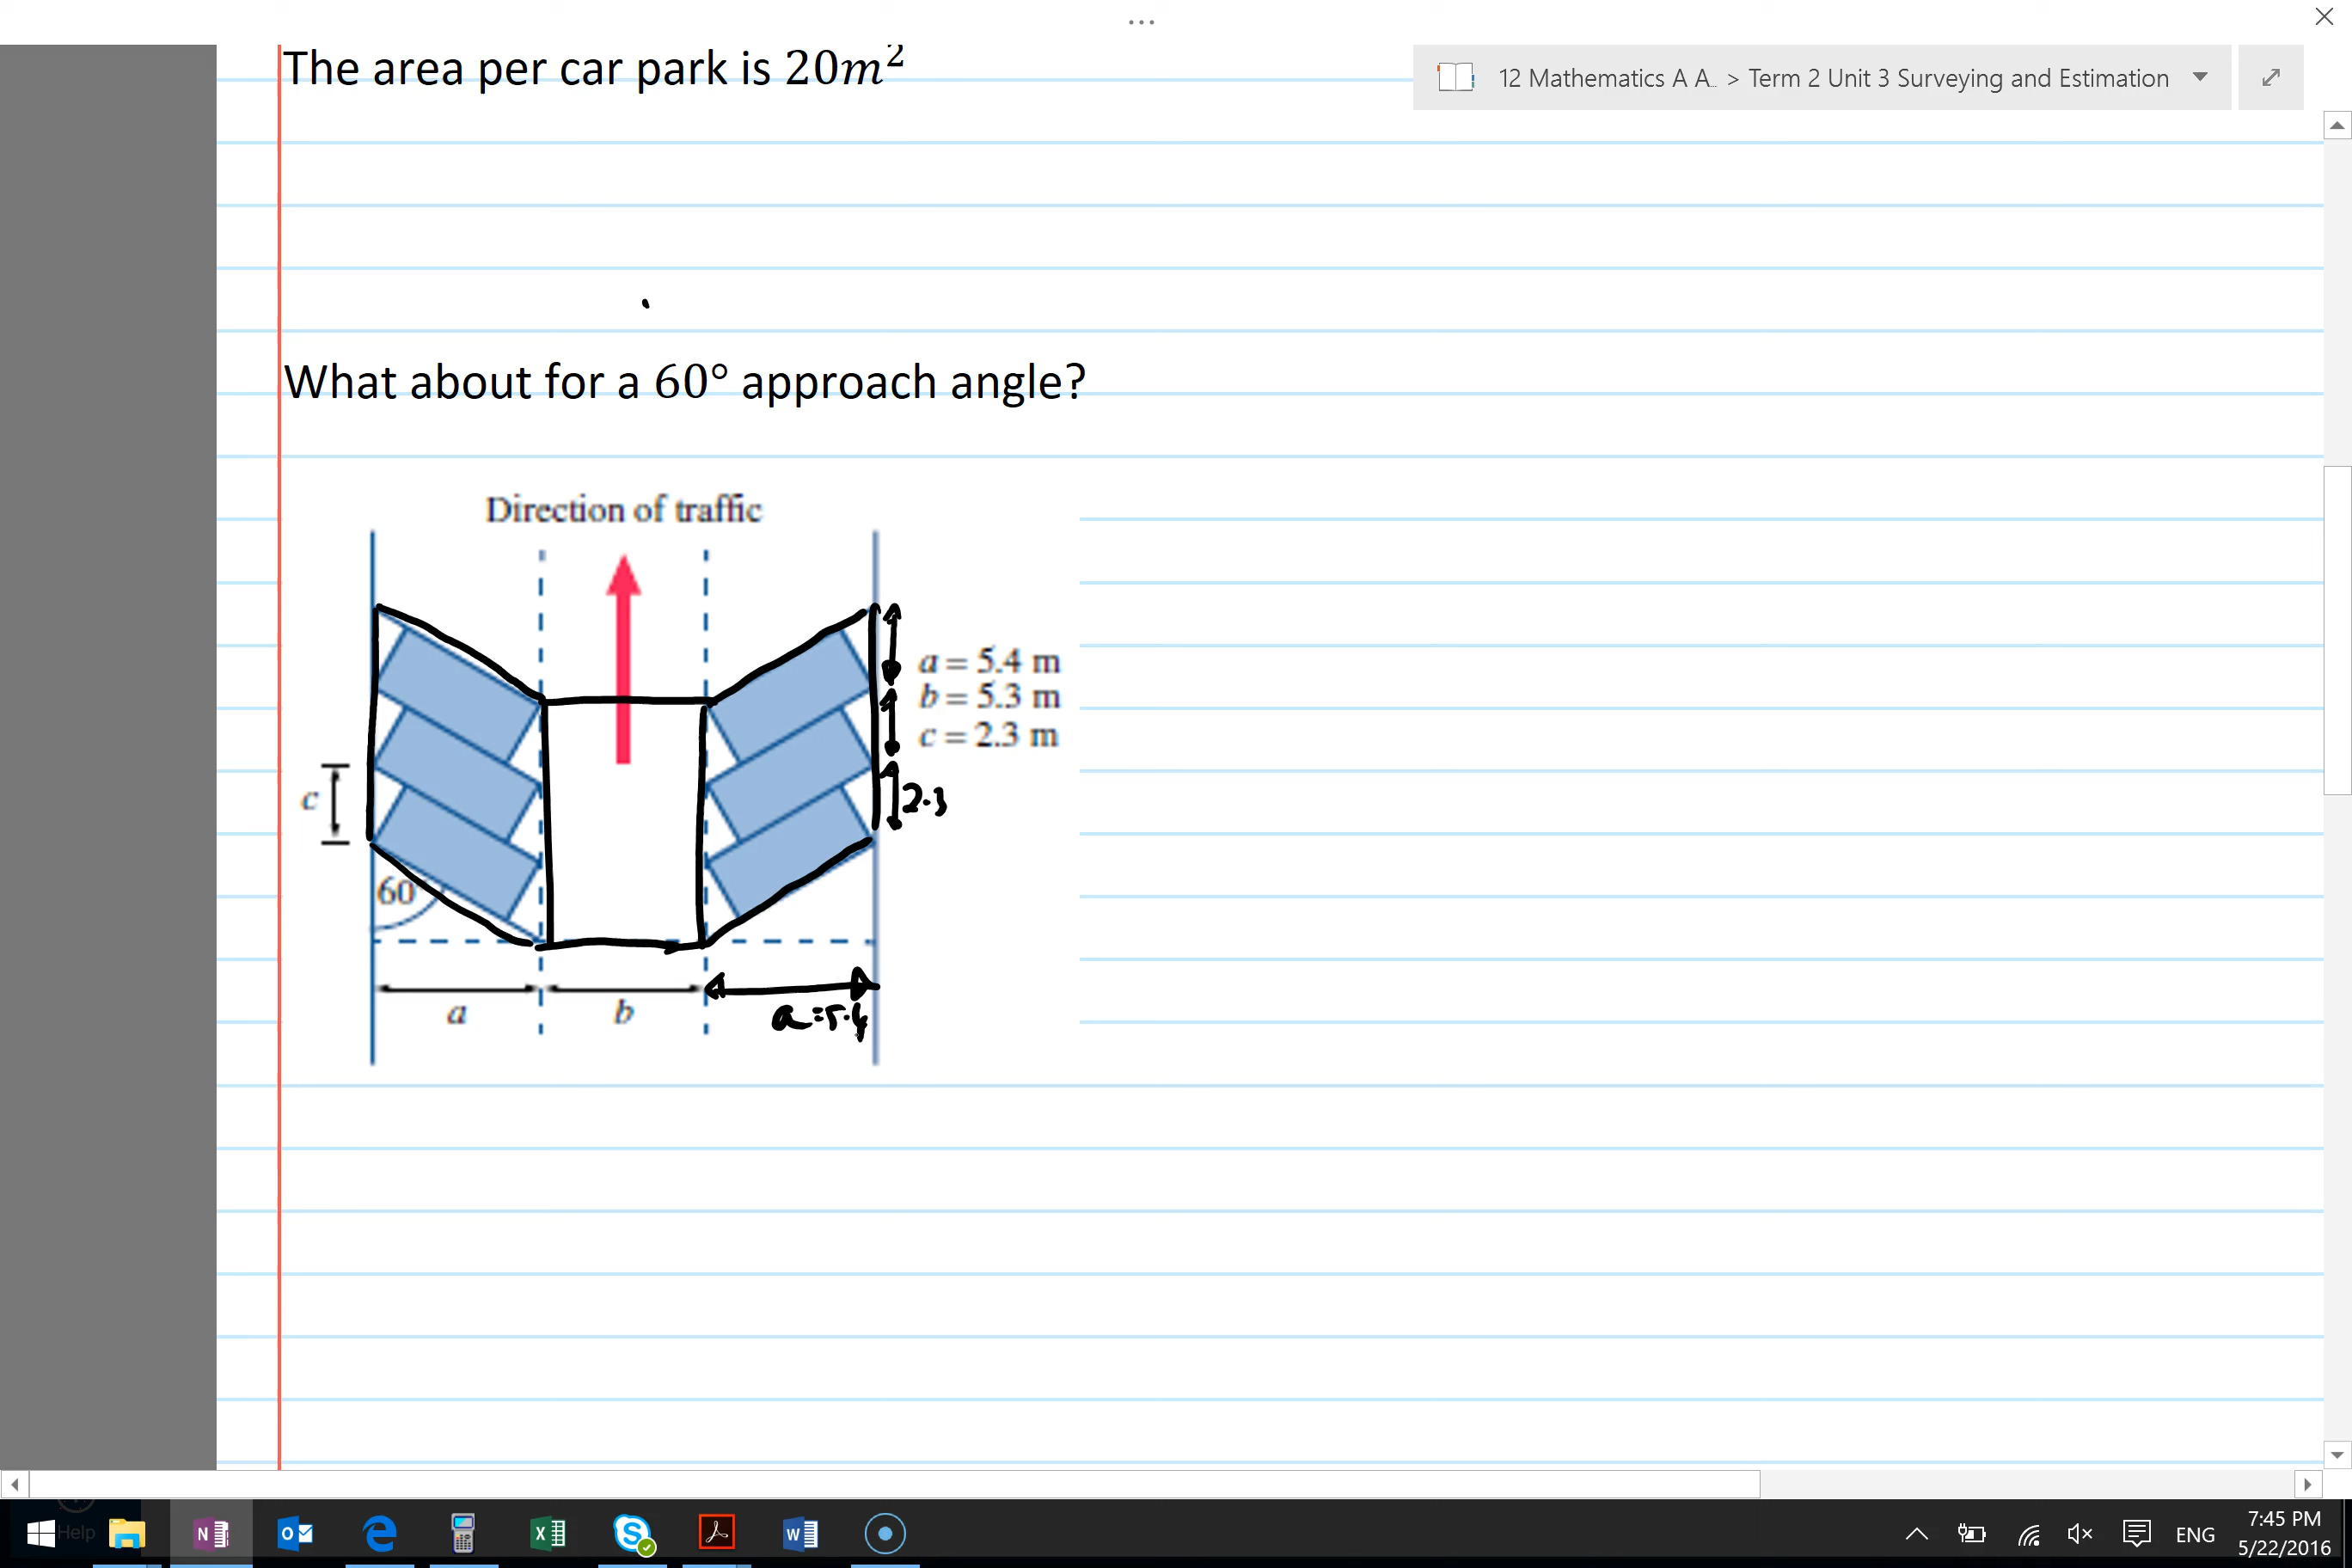 The area per car park is 20m²
12 Mathematics A A... > Term 2 Unit 3 Surveying and Estimation
What about for a 60° approach angle?
Direction of traffic
a = 5.4 m
b = 5.3 m
c = 2.3 m
c
2.3
60
a
b
a=5.4
Help
ENG
7:45 PM
5/22/2016